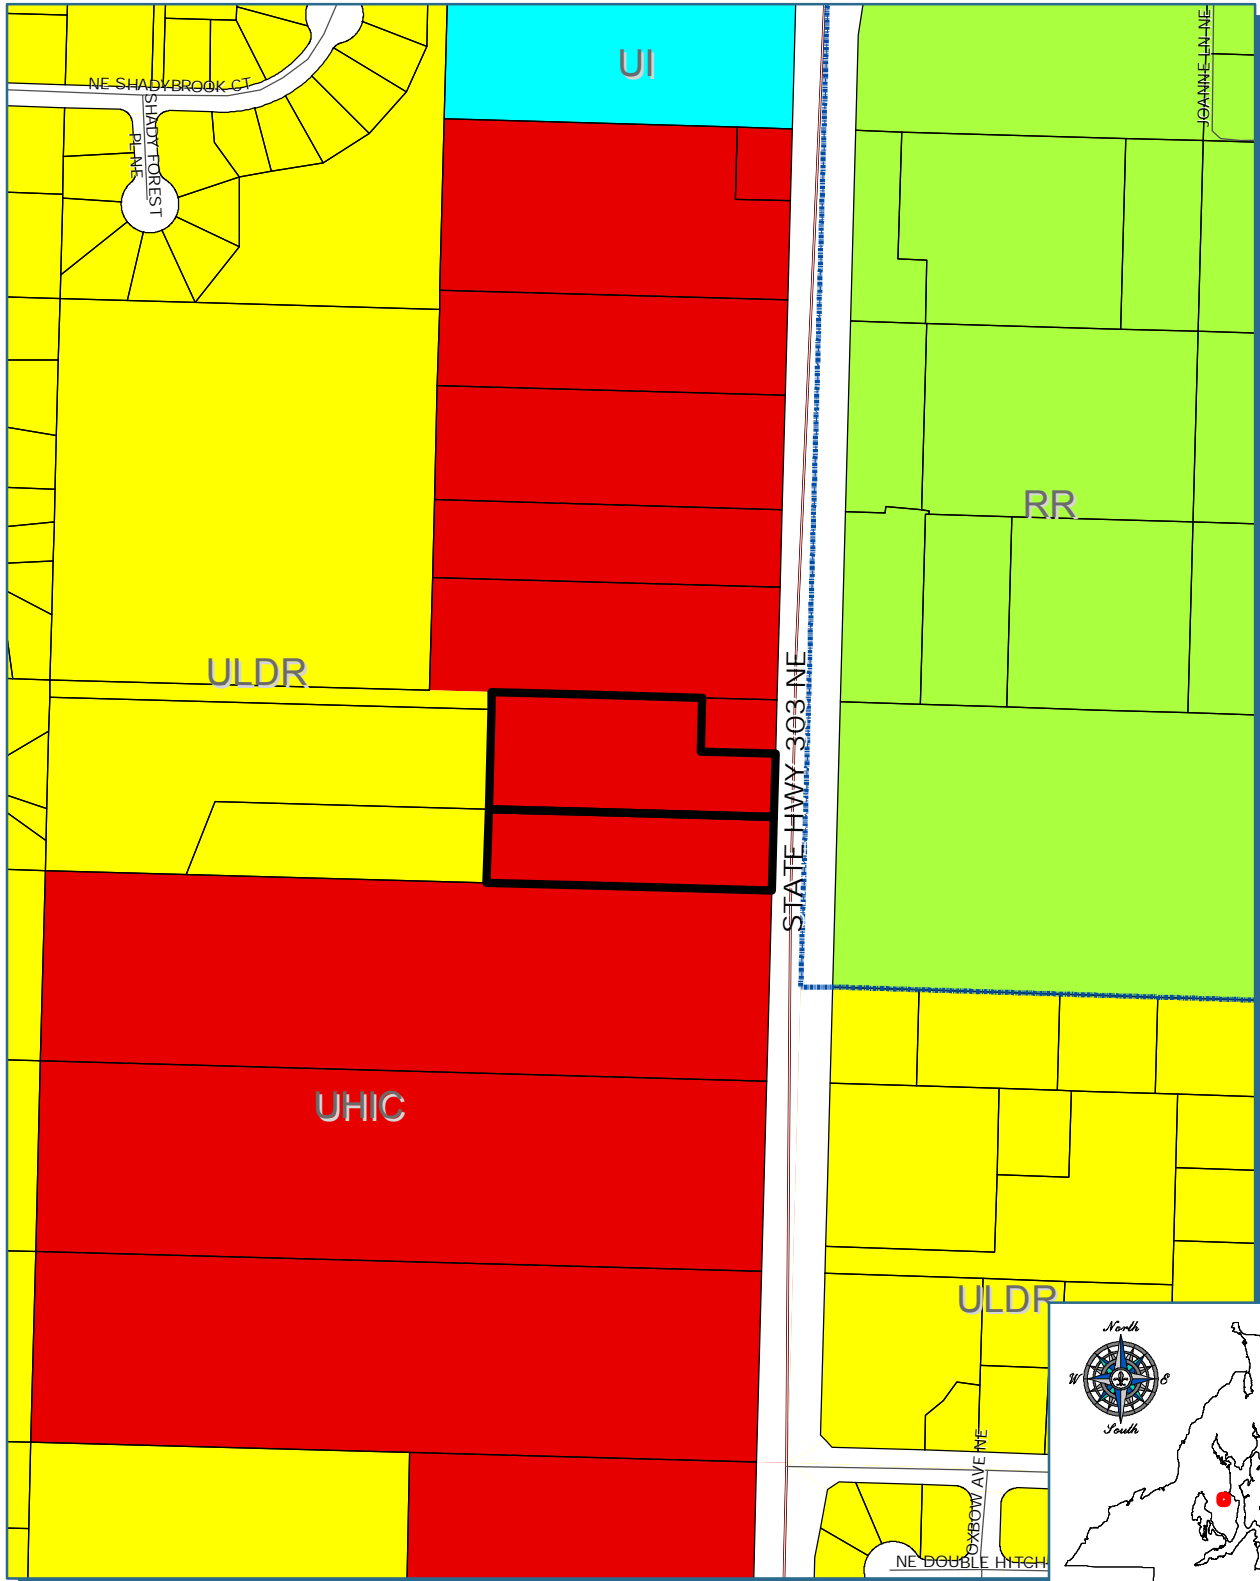 UI
JOANNE LN NE
NE SHADYBROOK CT
SHADY FOREST
PL NE
RR
ULDR
STATE HWY 303 NE
UHIC
ULDR
North
W
E
South
OXBOW AVE NE
NE DOUBLE HITCH